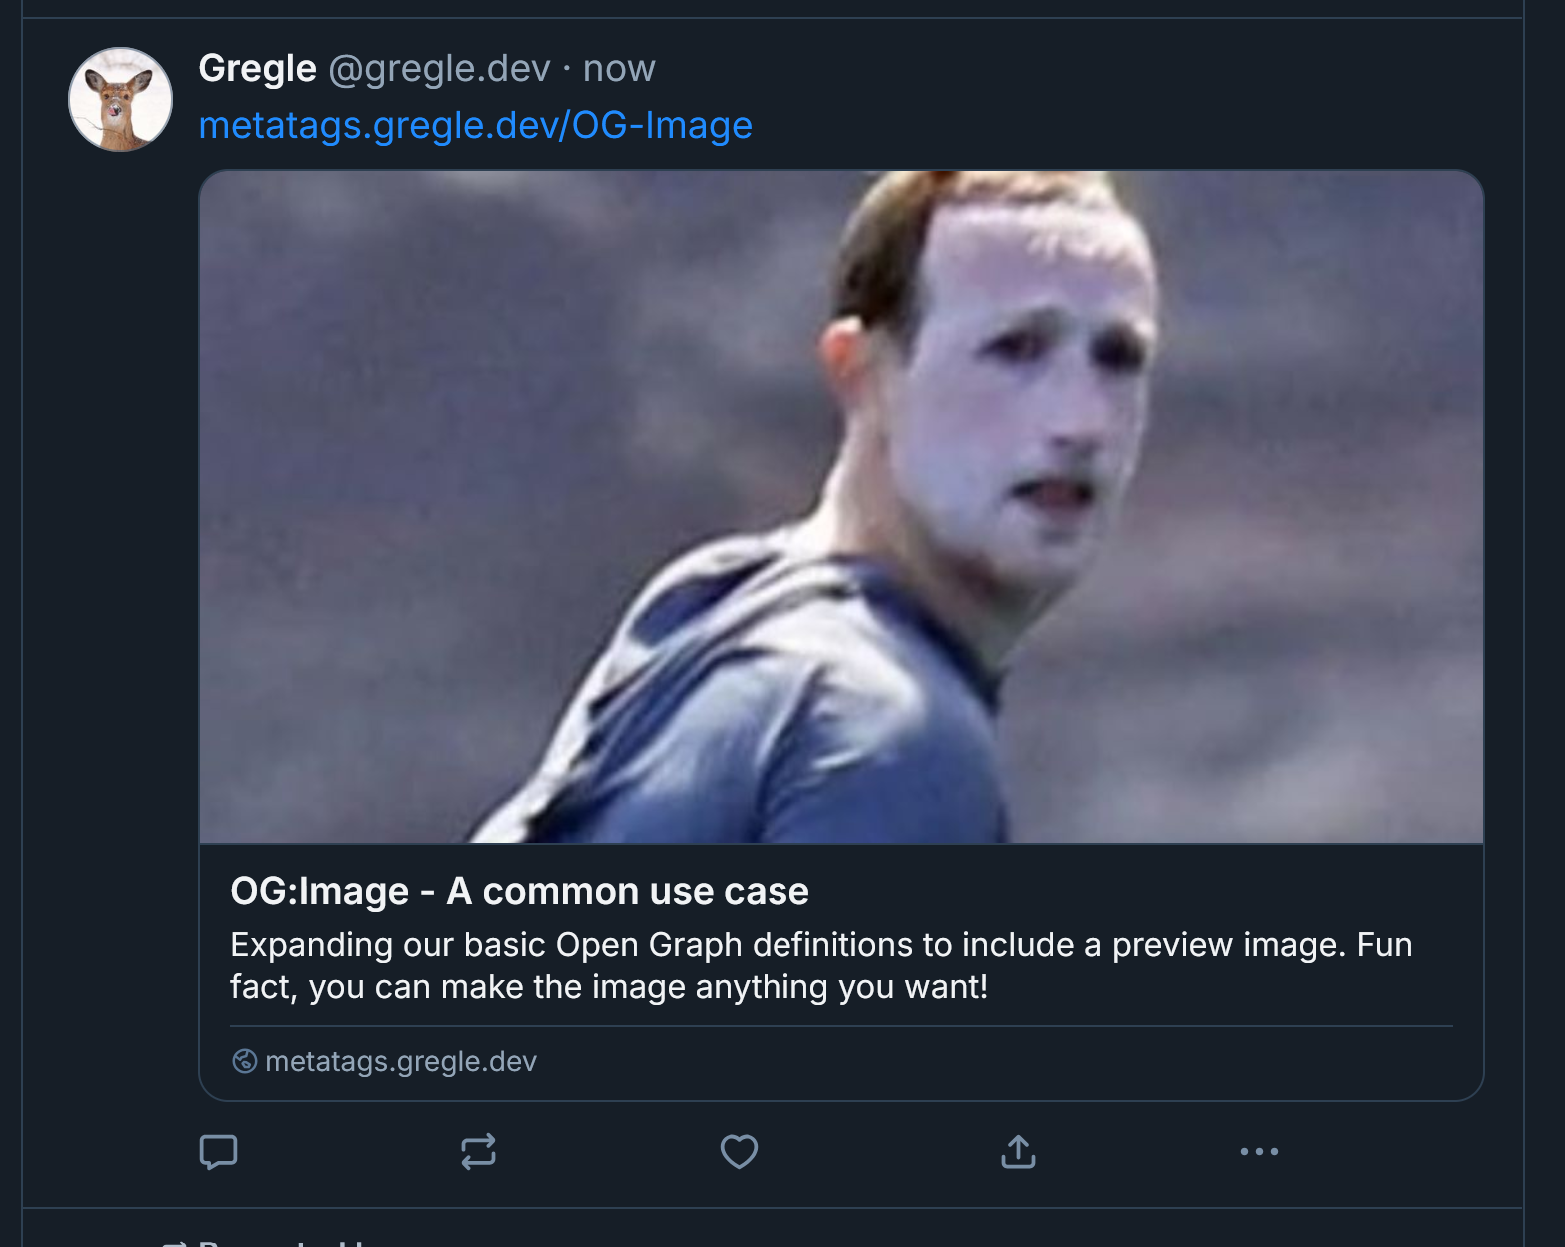 Gregle @gregle.dev · now
metatags.gregle.dev/OG-Image
OG:Image - A common use case
Expanding our basic Open Graph definitions to include a preview image. Fun
fact, you can make the image anything you want!
metatags.gregle.dev